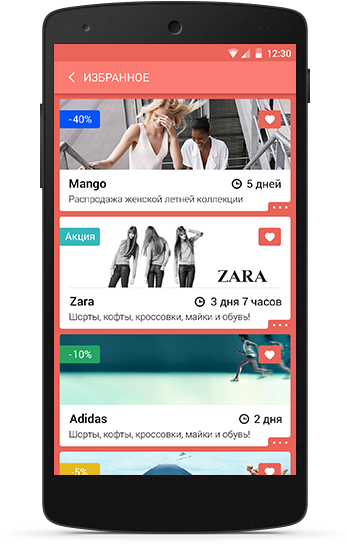 12:30
ИЗБРАННОЕ
-40%
Mango
5 дней
Распродажа женской летней коллекции
Акция
ZARA
Zara
3 дня 7 часов
Шорты, кофты, кроссовки, майки и обувь!
-10%
Adidas
2 дня
Шорты, кофты, кроссовки, майки и обувь!
-5%